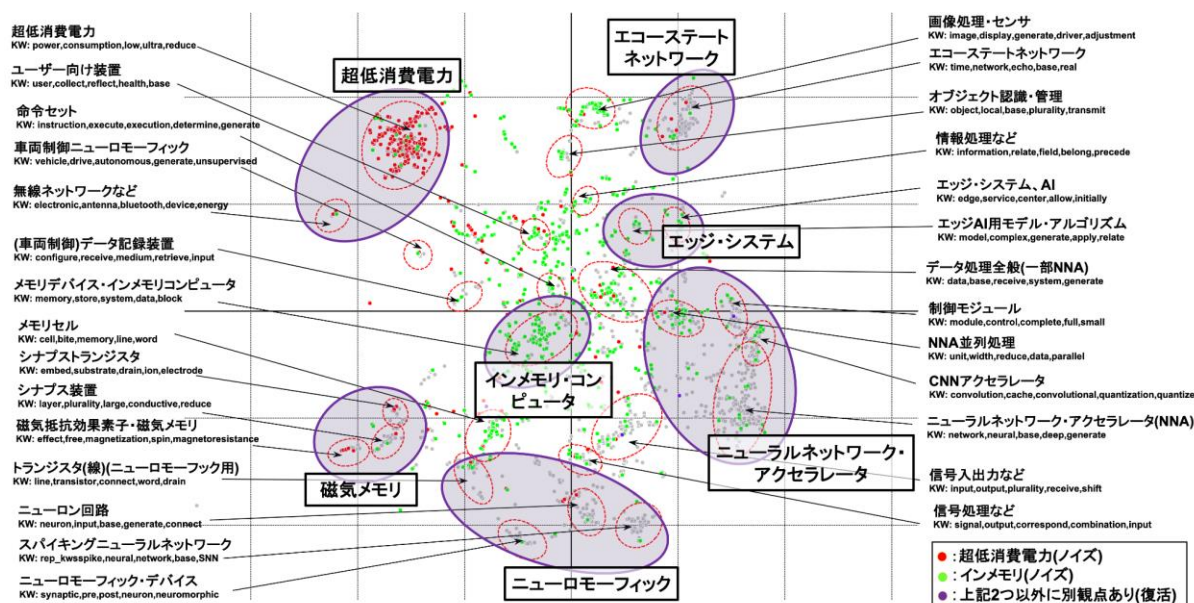 超低消費電力
KW: power,consumption,low,ultra,reduce
ユーザー向け装置
KW: user,collect,reflect,health,base
命令セット
KW: instruction,execute,execution,determine,generate
車両制御ニューロモーフィック
KW: vehicle,drive,autonomous,generate,unsupervised
無線ネットワークなど
KW: electronic,antenna,bluetooth,device,energy
(車両制御)データ記録装置
KW: configure,receive,medium,retrieve,input
メモリデバイス・インメモリコンピュータ
KW: memory,store,system,data,block
メモリセル
KW: cell,bite,memory,line,word
シナプストランジスタ
KW: embed,substrate,drain,ion,electrode
シナプス装置
KW: layer,plurality,large,conductive,reduce
磁気抵抗効果素子・磁気メモリ
KW: effect,free,magnetization,spin,magnetoresistance
トランジスタ(線)(ニューロモーフック用)
KW: line,transistor,connect,word,drain
ニューロン回路
KW: neuron,input,base,generate,connect
スパイキングニューラルネットワーク
KW: rep_kwsspike,neural,network,base,SNN
ニューロモーフィック・デバイス
KW: synaptic,pre,post,neuron,neuromorphic
超低消費電力
エコーステート
ネットワーク
エッジ・システム
インメモリ・コン
ピュータ
ニューラルネットワーク・
アクセラレータ
磁気メモリ
ニューロモーフィック
画像処理・センサ
KW: image,display,generate,driver,adjustment
エコーステートネットワーク
KW: time,network,echo,base,real
オブジェクト認識・管理
KW: object,local,base,plurality,transmit
情報処理など
KW: information,relate,field,belong,precede
エッジ・システム、AI
KW: edge,service,center,allow,initially
エッジAI用モデル・アルゴリズム
KW: model,complex,generate,apply,relate
データ処理全般(一部NNA)
KW: data,base,receive,system,generate
制御モジュール
KW: module,control,complete,full,small
NNA並列処理
KW: unit,width,reduce,data,parallel
CNNアクセラレータ
KW: convolution,cache,convolutional,quantization,quantize
ニューラルネットワーク・アクセラレータ(NNA)
KW: network,neural,base,deep,generate
信号入出力など
KW: input,output,plurality,receive,shift
信号処理など
KW: signal,output,correspond,combination,input
●：超低消費電力(ノイズ)
●：インメモリ(ノイズ)
●：上記2つ以外に別観点あり(復活)